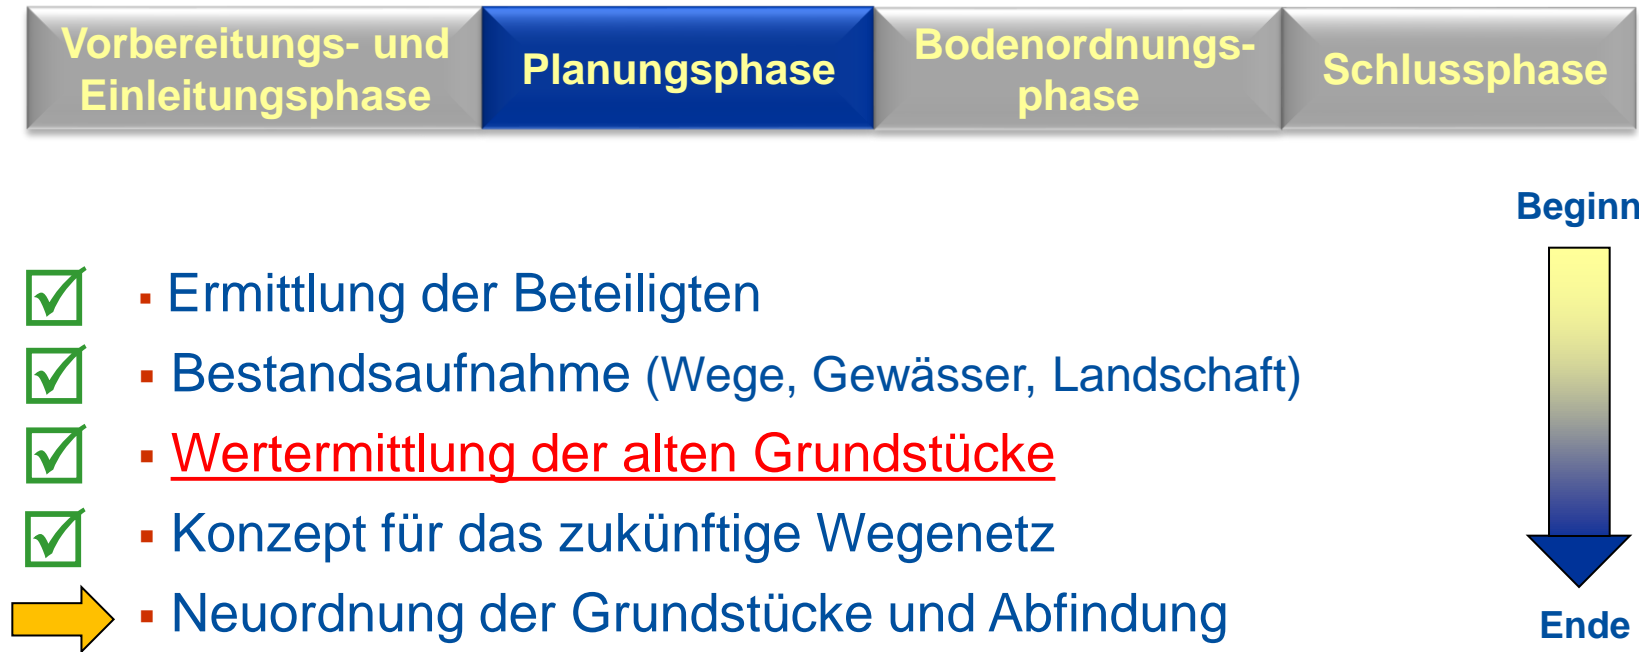 Vorbereitungs- und
Einleitungsphase
Planungsphase
Bodenordnungs-
phase
Schlussphase
Beginn
▪ Ermittlung der Beteiligten
▪ Bestandsaufnahme (Wege, Gewässer, Landschaft)
▪ Wertermittlung der alten Grundstücke
▪ Konzept für das zukünftige Wegenetz
▪ Neuordnung der Grundstücke und Abfindung
Ende